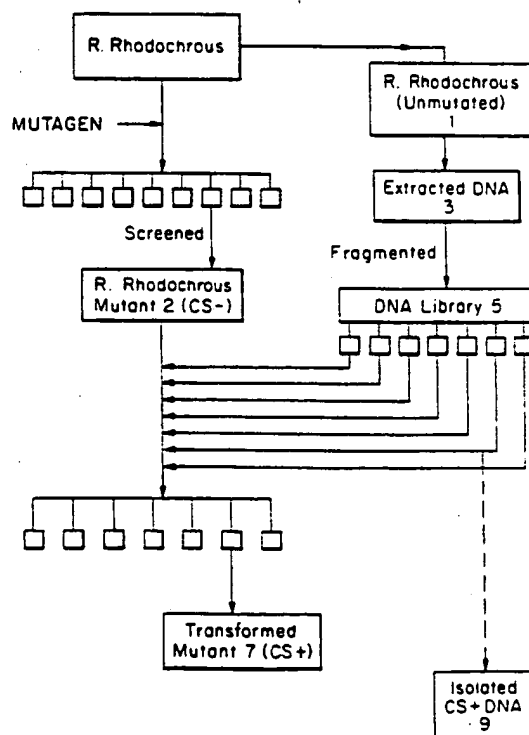 R. Rhodochrous
R. Rhodochrous
(Unmutated)
1
MUTAGEN
Extracted DNA
3
Screened
Fragmented
R. Rhodochrous
Mutant 2 (CS-)
DNA Library 5
Transformed
Mutant 7 (CS+)
Isolated
CS+DNA
9